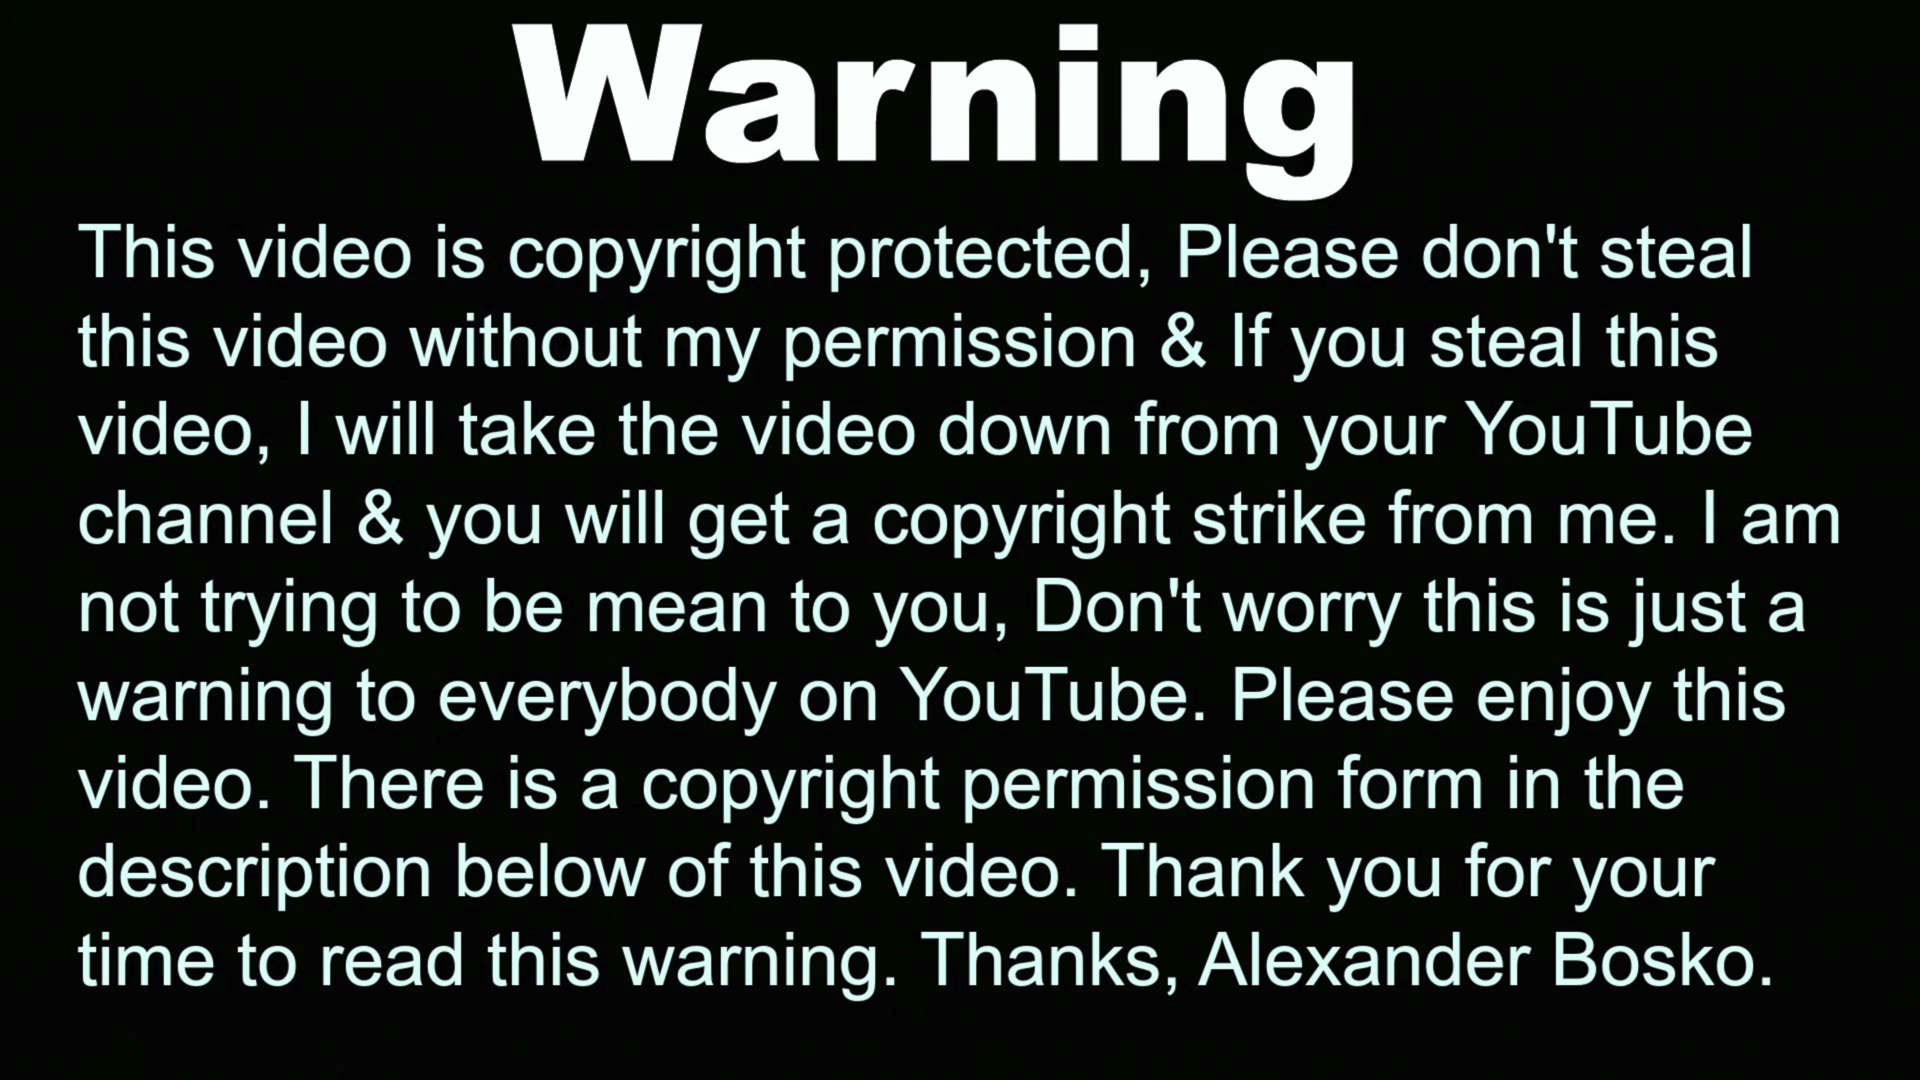 Warning
This video is copyright protected, Please don't steal
this video without my permission & If you steal this
video, I will take the video down from your YouTube
channel & you will get a copyright strike from me. I am
not trying to be mean to you, Don't worry this is just a
warning to everybody on YouTube. Please enjoy this
video. There is a copyright permission form in the
description below of this video. Thank you for your
time to read this warning. Thanks, Alexander Bosko.